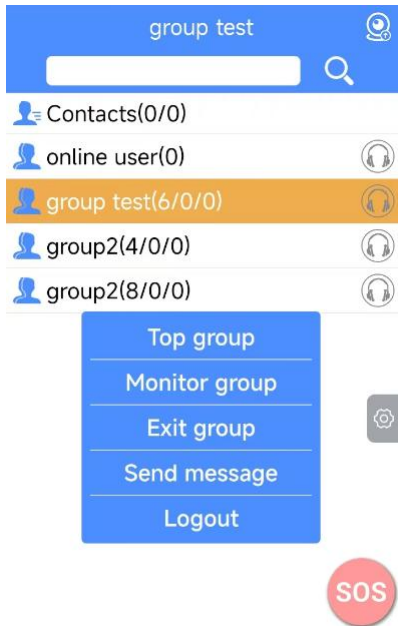 group test
Contacts(0/0)
online user(0)
group test(6/0/0)
group2(4/0/0)
group2(8/0/0)
Top group
Monitor group
Exit group
Send message
Logout
SOS